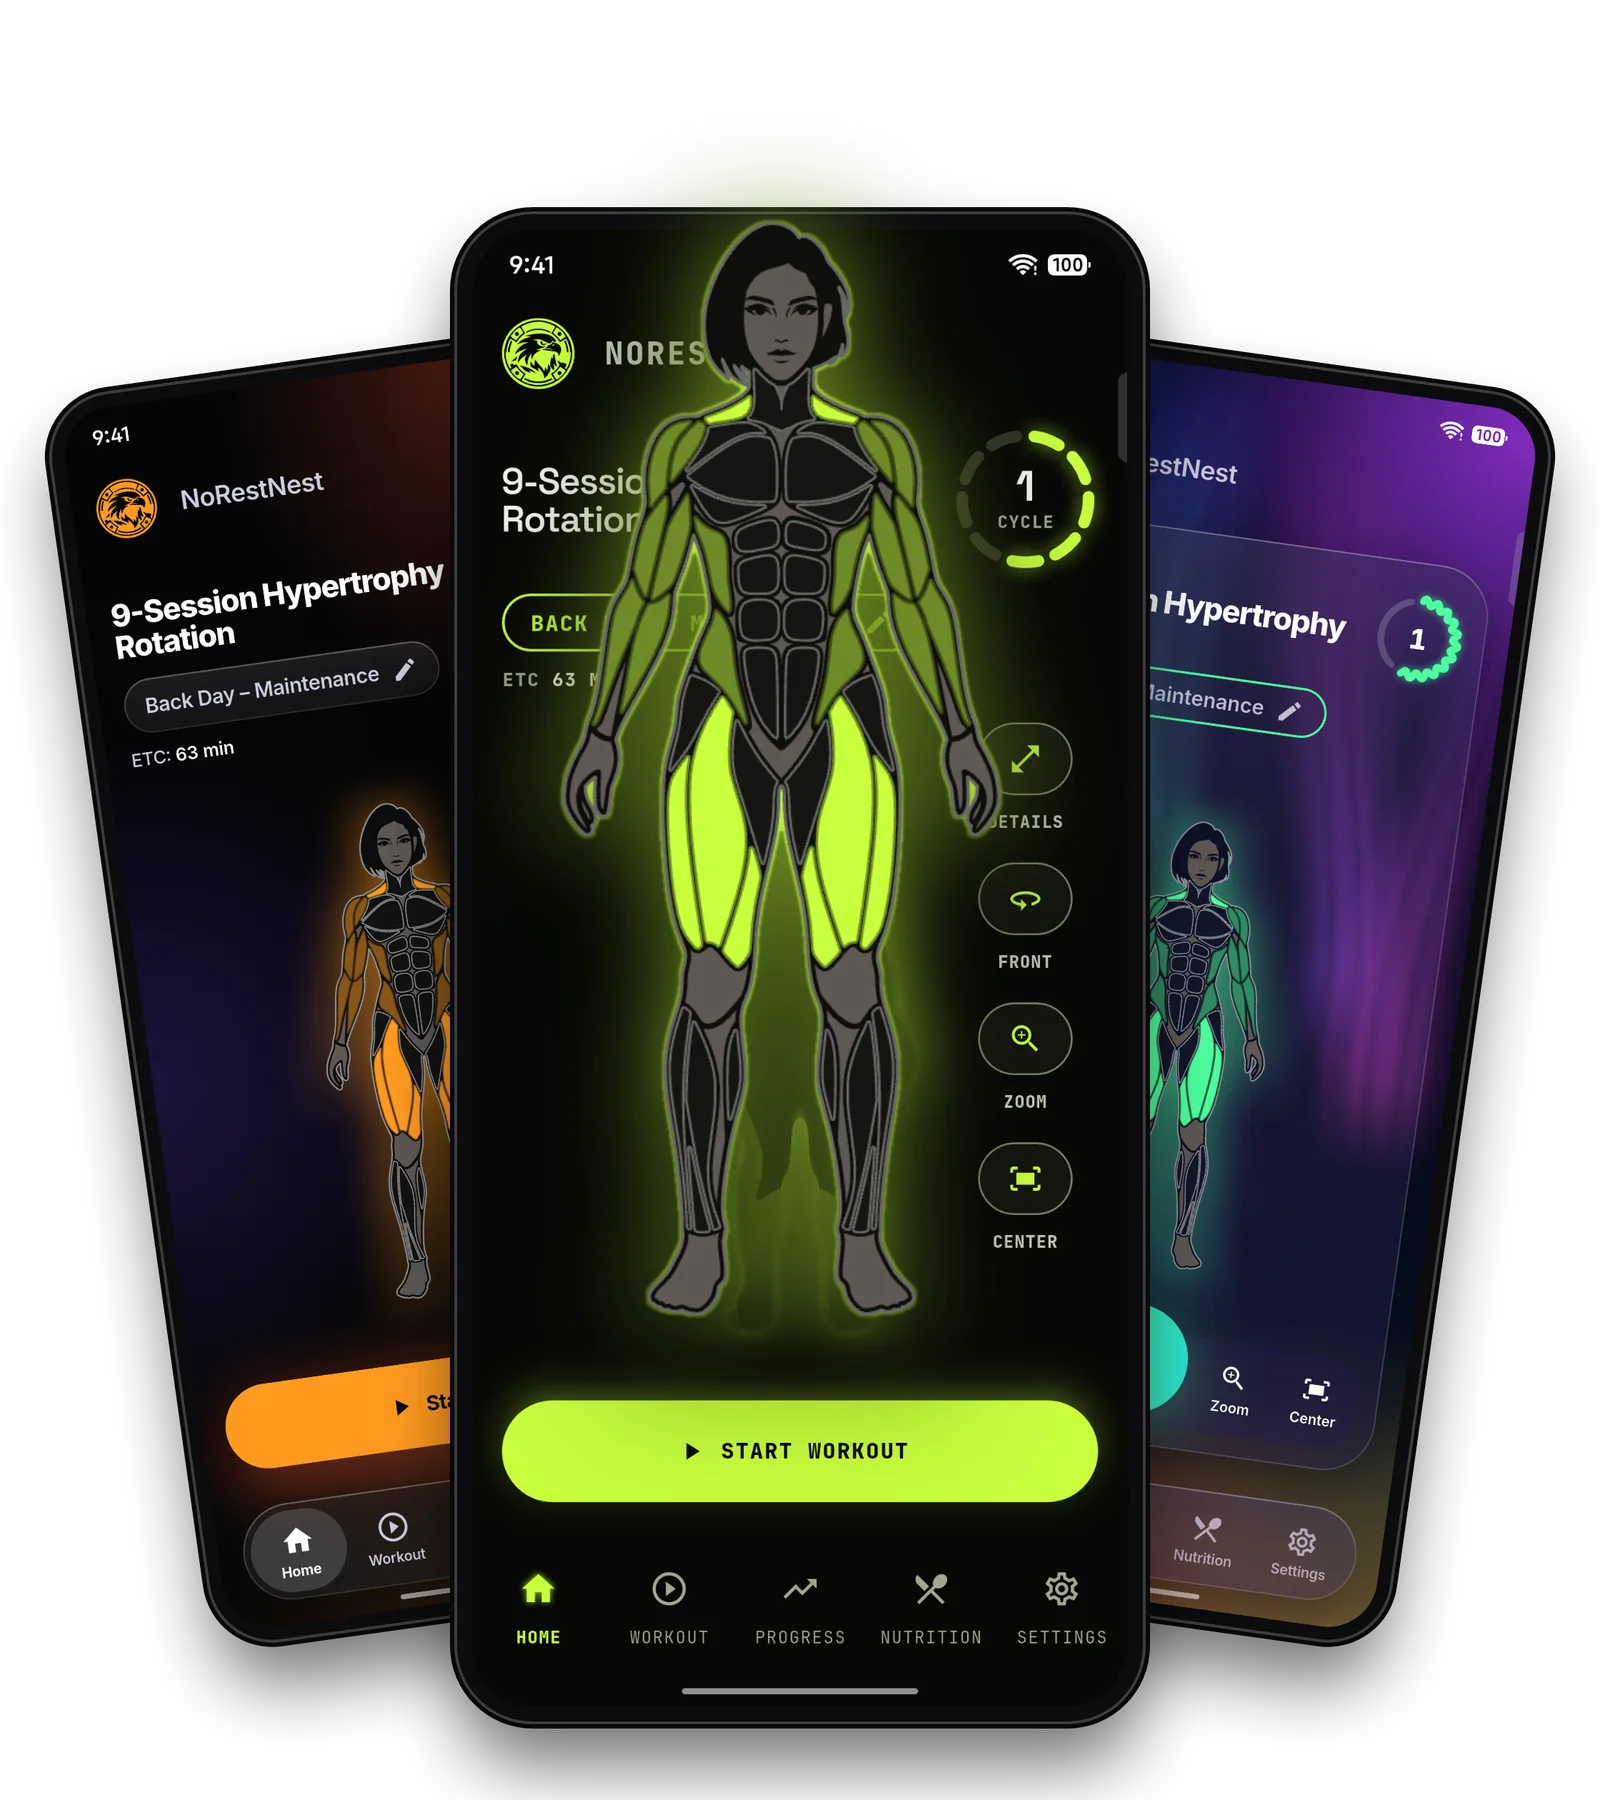 9:41
NoRestNest
9-Session Hypertrophy
Rotation
Back Day – Maintenance
ETC: 63 min
Home
Workout
9:41
100
NORES
9-Sessio
Rotation
1
CYCLE
BACK
ETC 63
DETAILS
FRONT
ZOOM
CENTER
START WORKOUT
HOME
WORKOUT
PROGRESS
NUTRITION
SETTINGS
100
estNest
Hypertrophy
1
Maintenance
Zoom
Center
Nutrition
Settings